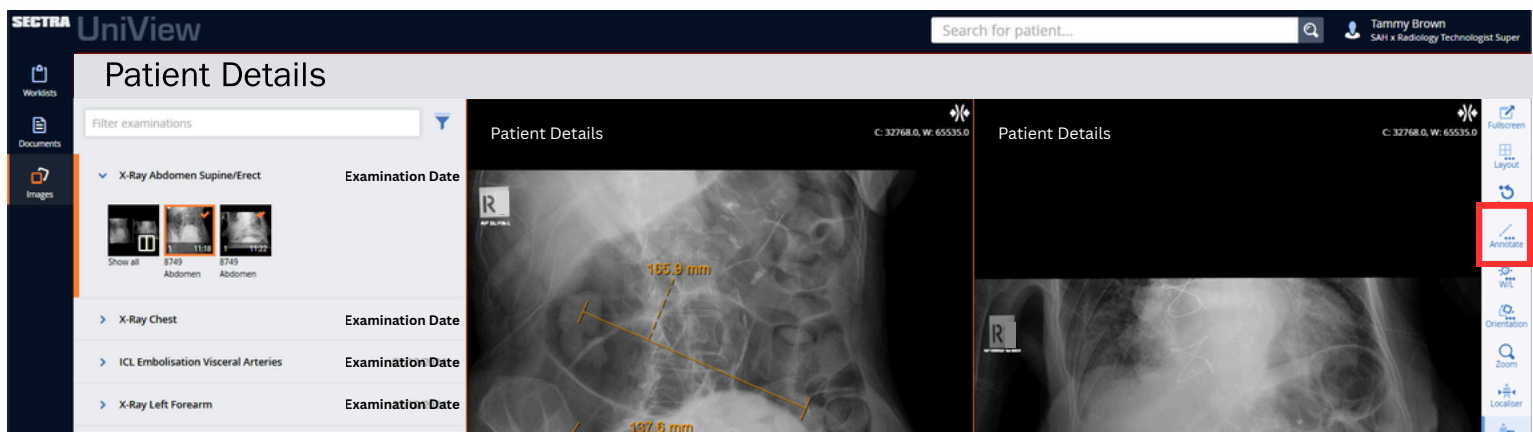 SECTRA UniView
Search for patient...
Tammy Brown
SAH x Radiology Technologist Super
Patient Details
Worklists
Documents
Images
Filter examinations
X-Ray Abdomen Supine/Erect Examination Date
1 11:18
1 11:22
Show all
8749
Abdomen
8749
Abdomen
X-Ray Chest Examination Date
ICL Embolisation Visceral Arteries Examination Date
X-Ray Left Forearm Examination Date
Patient Details
C: 32768.0, W: 65535.0
R
165.9 mm
197.6 mm
Patient Details
C: 32768.0, W: 65535.0
R
Fullscreen
Layout
Annotate
W/L
Orientation
Zoom
Localiser